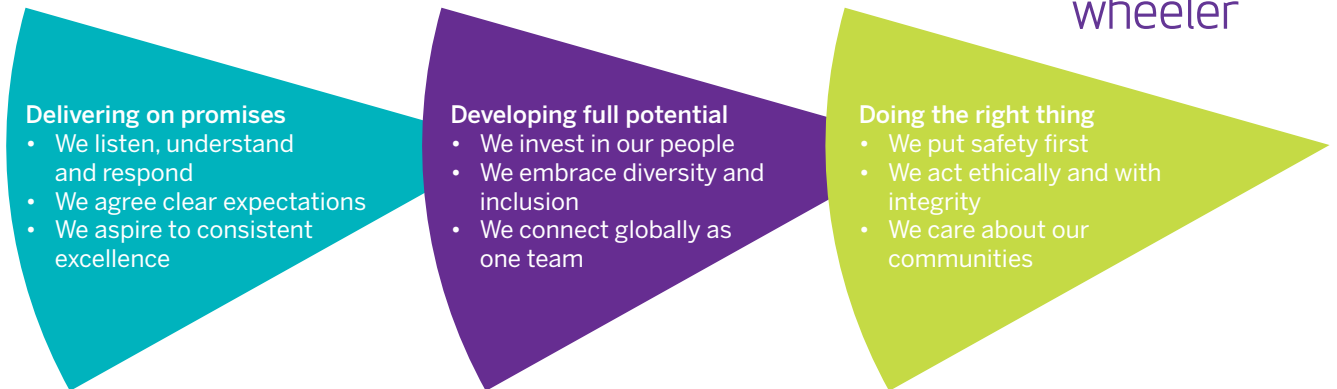 wheeler
Delivering on promises
• We listen, understand
and respond
• We agree clear expectations
• We aspire to consistent
excellence
Developing full potential
• We invest in our people
• We embrace diversity and
inclusion
• We connect globally as
one team
Doing the right thing
• We put safety first
• We act ethically and with
integrity
• We care about our
communities